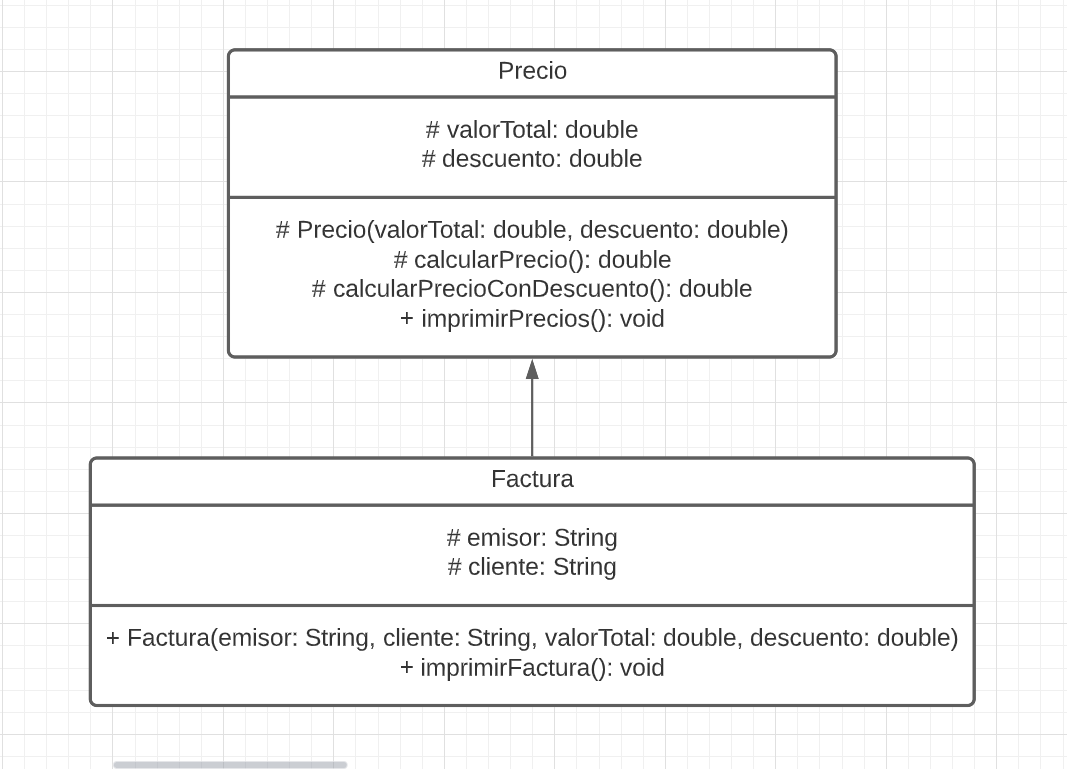 Precio
# valorTotal: double
# descuento: double
# Precio(valorTotal: double, descuento: double)
# calcularPrecio(): double
# calcularPrecioConDescuento(): double
+ imprimirPrecios(): void
Factura
# emisor: String
# cliente: String
+ Factura(emisor: String, cliente: String, valorTotal: double, descuento: double)
+ imprimirFactura(): void